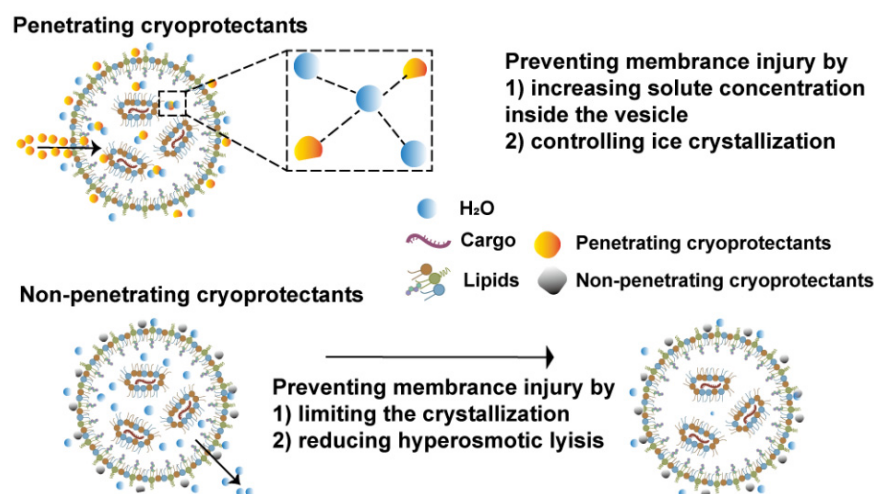 Penetrating cryoprotectants
Preventing membrance injury by
1) increasing solute concentration
inside the vesicle
2) controlling ice crystallization
H₂O
Cargo
Penetrating cryoprotectants
Lipids
Non-penetrating cryoprotectants
Non-penetrating cryoprotectants
Preventing membrance injury by
1) limiting the crystallization
2) reducing hyperosmotic lyisis